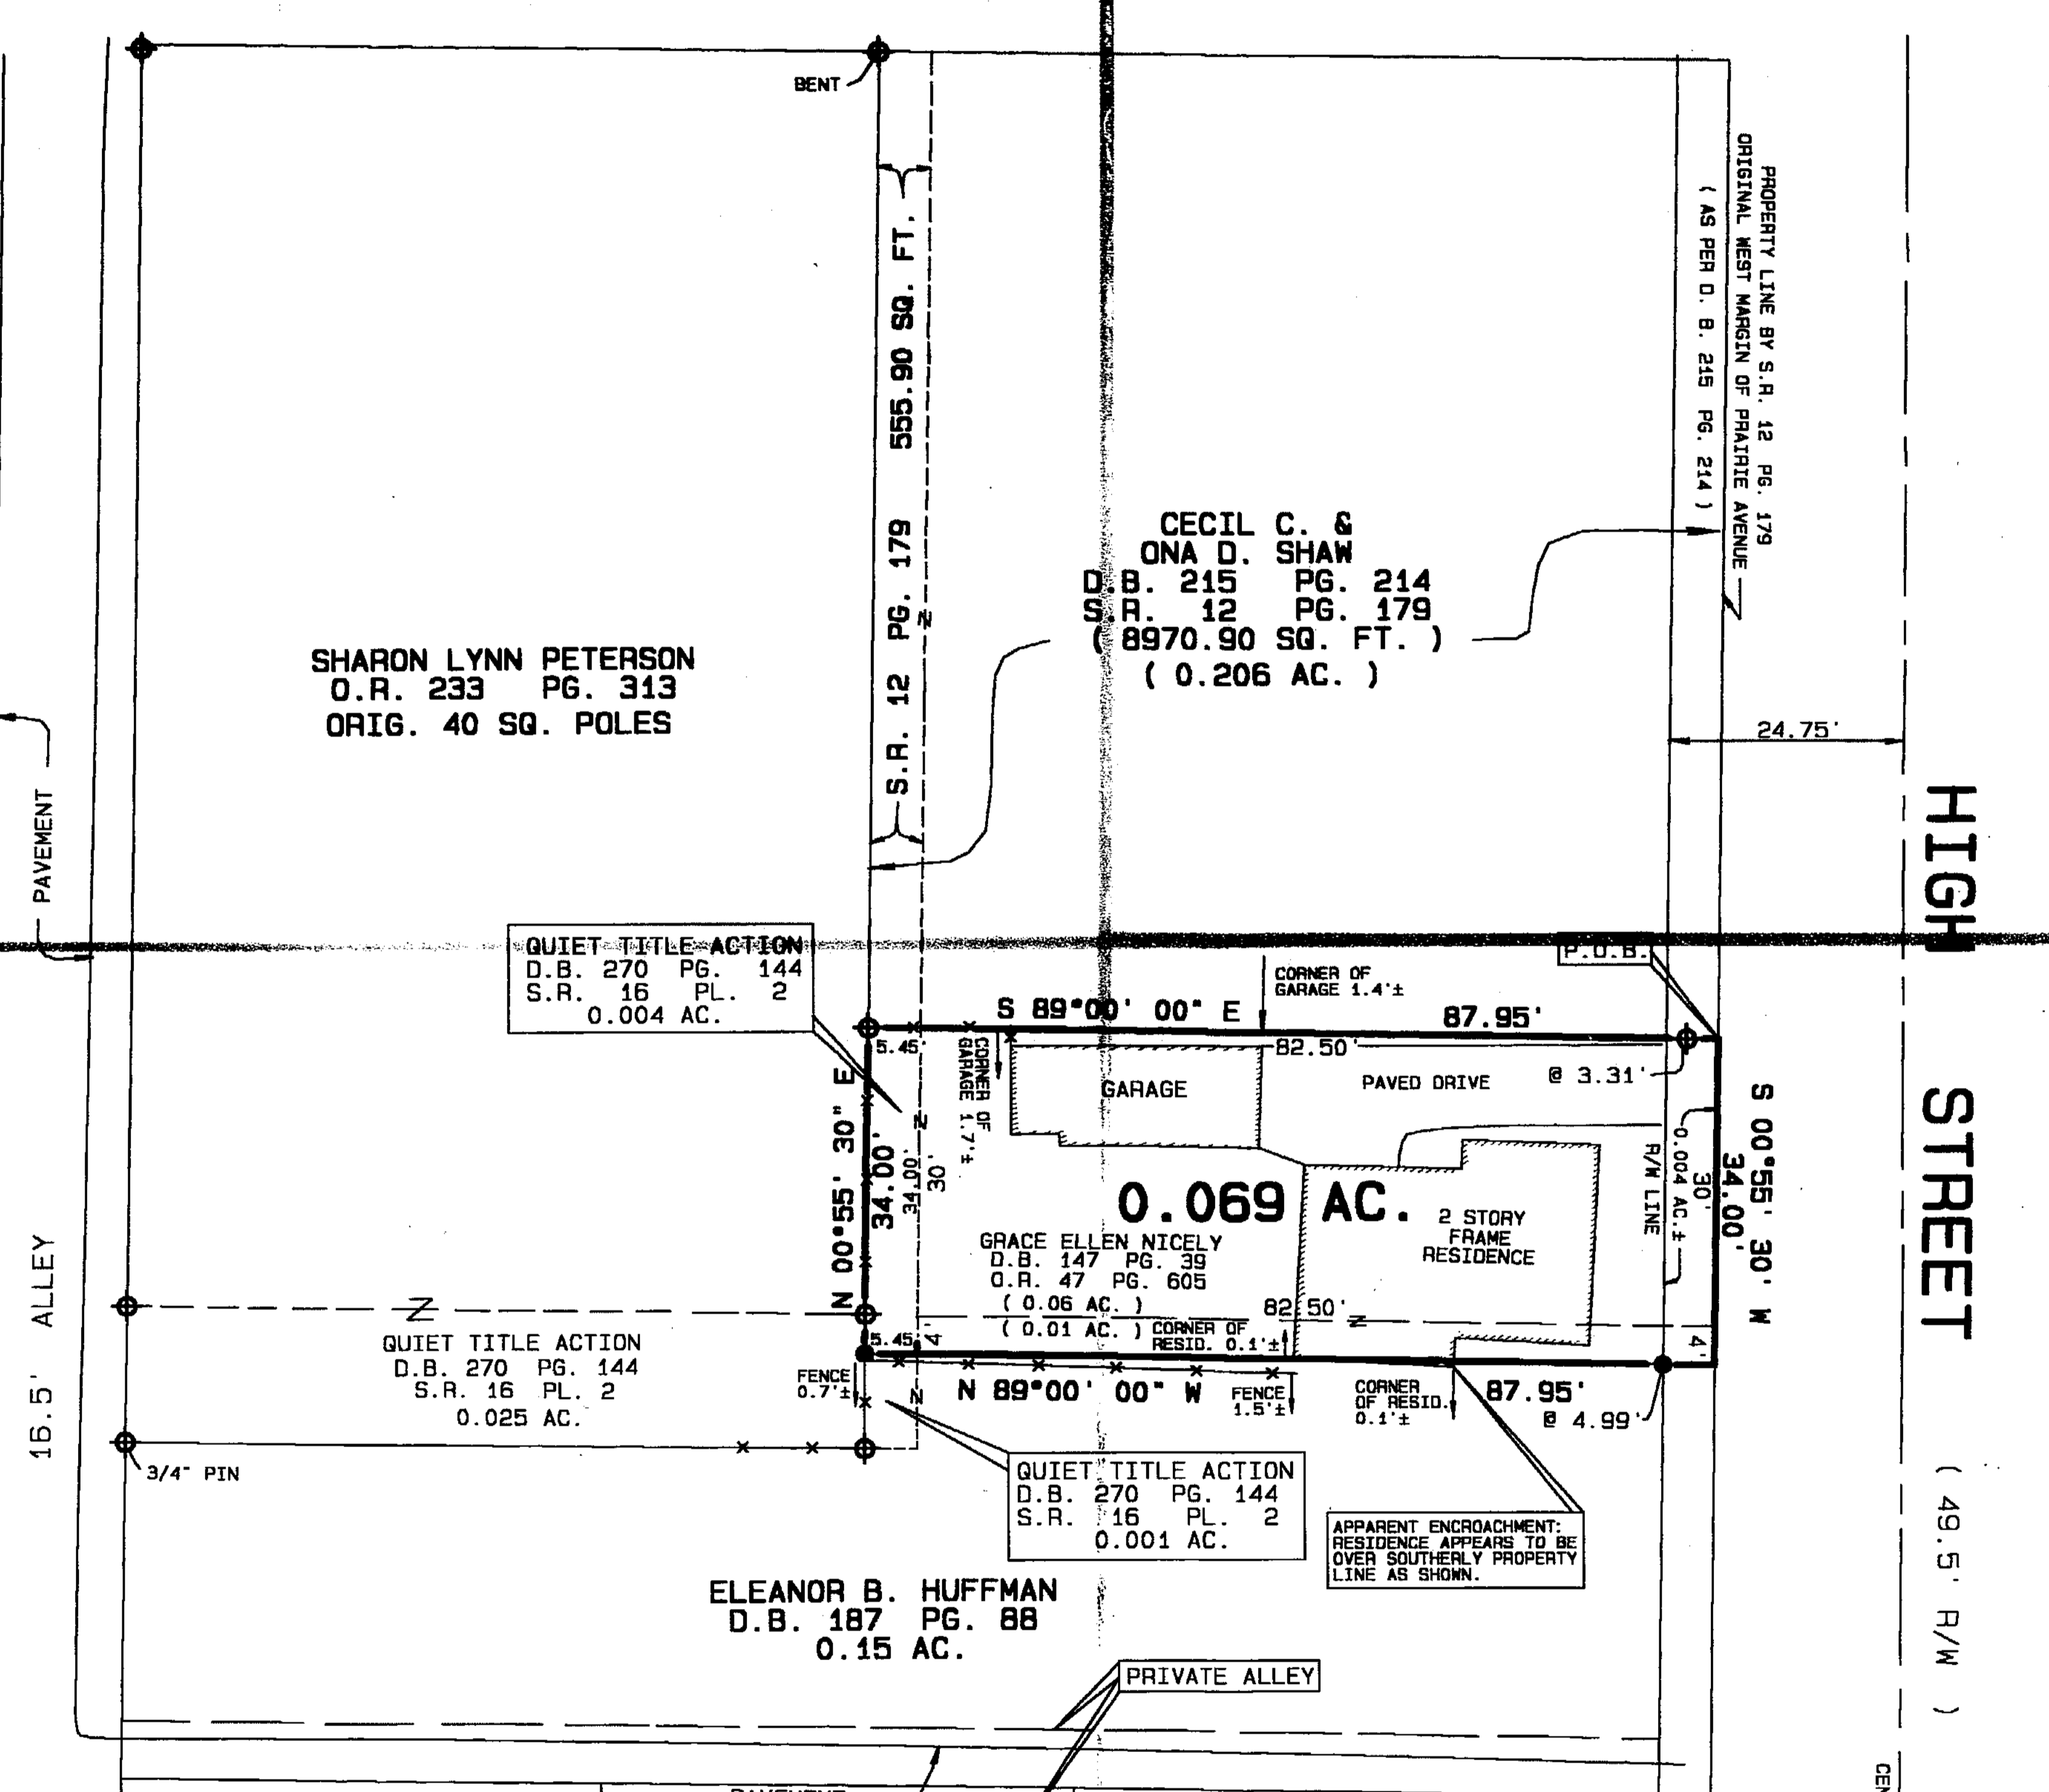 BENT
PROPERTY LINE BY S.R. 12 PG. 179
ORIGINAL WEST MARGIN OF PRAIRIE AVENUE
( AS PER D. B. 215 PG. 214 )
S.R. 12 PG. 179 555.90 SQ. FT.
CECIL C. &
ONA D. SHAW
D.B. 215 PG. 214
S.R. 12 PG. 179
( 8970.90 SQ. FT. )
( 0.206 AC. )
SHARON LYNN PETERSON
O.R. 233 PG. 313
ORIG. 40 SQ. POLES
24.75'
HIGH STREET
( 49.5' R/W )
PAVEMENT
16.5' ALLEY
QUIET TITLE ACTION
D.B. 270 PG. 144
S.R. 16 PL. 2
0.004 AC.
P.O.B.
CORNER OF
GARAGE 1.4'±
S 89°00' 00" E
87.95'
5.45'
82.50'
CORNER OF
GARAGE 1.7'±
GARAGE
PAVED DRIVE
@ 3.31'
N 00°55' 30" E
34.00'
34.00'
30'
R/W LINE
0.004 AC.±
30'
S 00°55' 30' W
34.00'
0.069 AC.
2 STORY
FRAME
RESIDENCE
GRACE ELLEN NICELY
D.B. 147 PG. 39
O.R. 47 PG. 605
( 0.06 AC. )
82.50'
( 0.01 AC. )
CORNER OF
RESID. 0.1'±
5.45'
4'
4'
Z
QUIET TITLE ACTION
D.B. 270 PG. 144
S.R. 16 PL. 2
0.025 AC.
FENCE
0.7'±
N 89°00' 00" W
FENCE
1.5'±
CORNER
OF RESID.
0.1'±
87.95'
@ 4.99'
3/4" PIN
QUIET TITLE ACTION
D.B. 270 PG. 144
S.R. 16 PL. 2
0.001 AC.
APPARENT ENCROACHMENT:
RESIDENCE APPEARS TO BE
OVER SOUTHERLY PROPERTY
LINE AS SHOWN.
ELEANOR B. HUFFMAN
D.B. 187 PG. 88
0.15 AC.
PRIVATE ALLEY